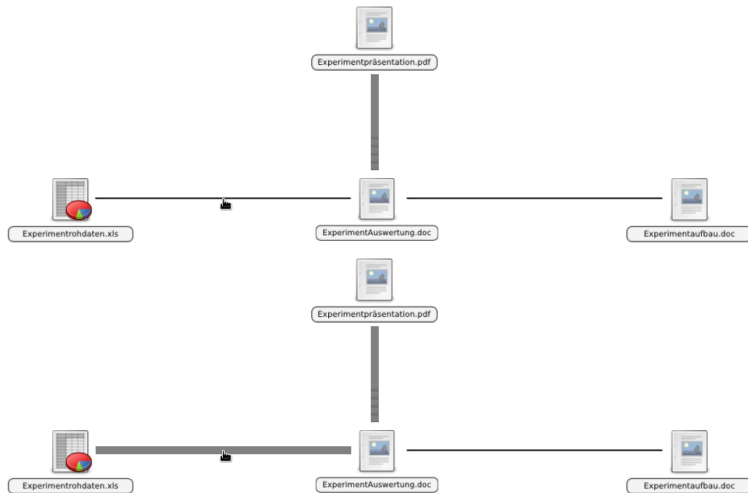 Experimentpräsentation.pdf
Experimentrohdaten.xls
ExperimentAuswertung.doc
Experimentaufbau.doc
Experimentpräsentation.pdf
Experimentrohdaten.xls
ExperimentAuswertung.doc
Experimentaufbau.doc